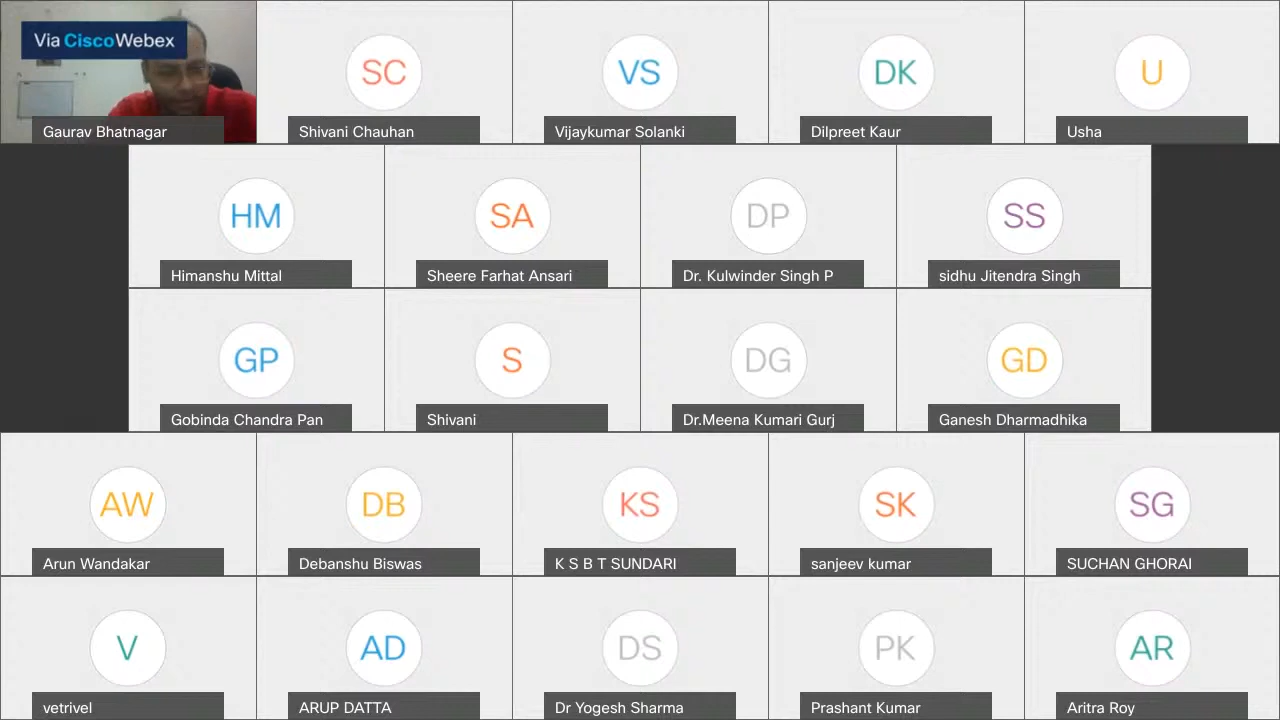 Via Cisco Webex
Gaurav Bhatnagar
SC
Shivani Chauhan
VS
Vijaykumar Solanki
DK
Dilpreet Kaur
U
Usha
HM
Himanshu Mittal
SA
Sheere Farhat Ansari
DP
Dr. Kulwinder Singh P
SS
sidhu Jitendra Singh
GP
Gobinda Chandra Pan
S
Shivani
DG
Dr.Meena Kumari Gurj
GD
Ganesh Dharmadhika
AW
Arun Wandakar
DB
Debanshu Biswas
KS
K S B T SUNDARI
SK
sanjeev kumar
SG
SUCHAN GHORAI
V
vetrivel
AD
ARUP DATTA
DS
Dr Yogesh Sharma
PK
Prashant Kumar
AR
Aritra Roy